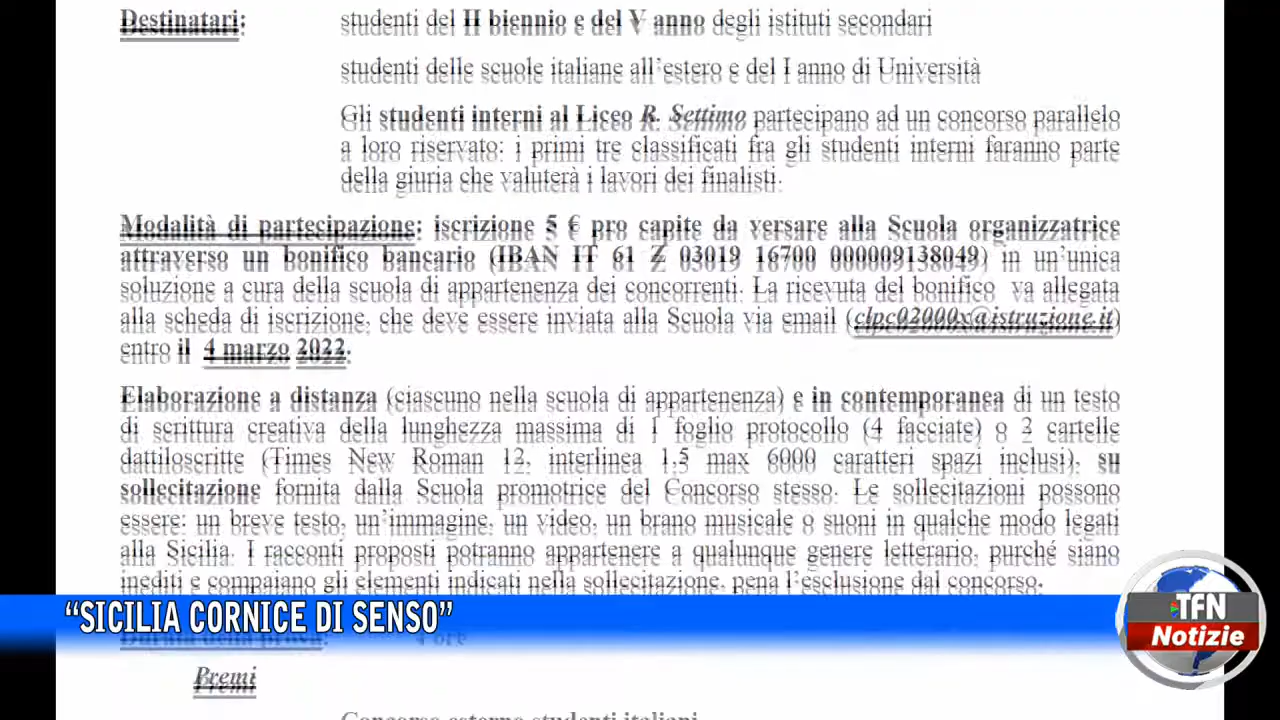 Destinatari: studenti del II biennio e del V anno degli istituti secondari
studenti delle scuole italiane all'estero e del I anno di Università
Gli studenti interni al Liceo R. Settimo partecipano ad un concorso parallelo
a loro riservato: i primi tre classificati fra gli studenti interni faranno parte
della giuria che valuterà i lavori dei finalisti.
Modalità di partecipazione: iscrizione 5 € pro capite da versare alla Scuola organizzatrice
attraverso un bonifico bancario (IBAN IT 61 Z 03019 16700 000009138049) in un'unica
soluzione a cura della scuola di appartenenza dei concorrenti. La ricevuta del bonifico va allegata
alla scheda di iscrizione, che deve essere inviata alla Scuola via email (clpc02000x@istruzione.it)
entro il 4 marzo 2022.
Elaborazione a distanza (ciascuno nella scuola di appartenenza) e in contemporanea di un testo
di scrittura creativa della lunghezza massima di 1 foglio protocollo (4 facciate) o 2 cartelle
dattiloscritte (Times New Roman 12, interlinea 1,5 max 6000 caratteri spazi inclusi), su
sollecitazione fornita dalla Scuola promotrice del Concorso stesso. Le sollecitazioni possono
essere: un breve testo, un'immagine, un video, un brano musicale o suoni in qualche modo legati
alla Sicilia. I racconti proposti potranno appartenere a qualunque genere letterario, purché siano
inediti e compaiano gli elementi indicati nella sollecitazione, pena l'esclusione dal concorso.
"SICILIA CORNICE DI SENSO"
TFN
Notizie
Durata della prova: ore
Premi
Concorso esterno studenti italiani